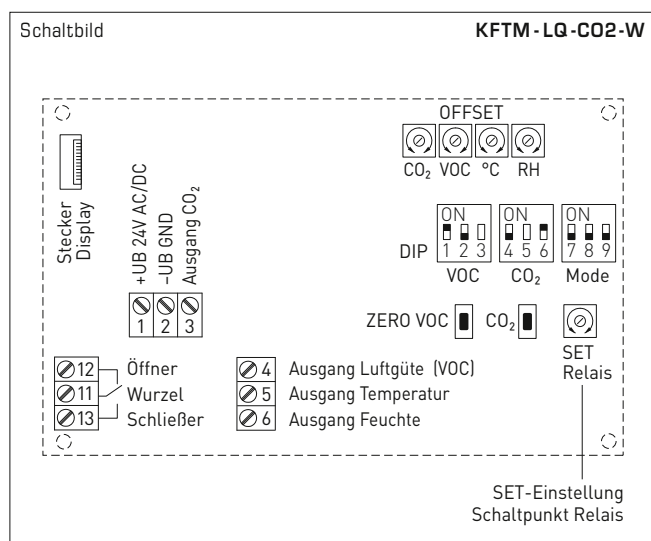 Schaltbild
KFTM - LQ - CO2 - W
OFFSET
CO₂ VOC °C RH
Stecker
Display
+UB 24V AC/DC
–UB GND
Ausgang CO₂
1 2 3
DIP
ON ON ON
1 2 3 4 5 6 7 8 9
VOC CO₂ Mode
ZERO VOC CO₂
SET
Relais
12 Öffner
11 Wurzel
13 Schließer
4 Ausgang Luftgüte (VOC)
5 Ausgang Temperatur
6 Ausgang Feuchte
SET-Einstellung
Schaltpunkt Relais